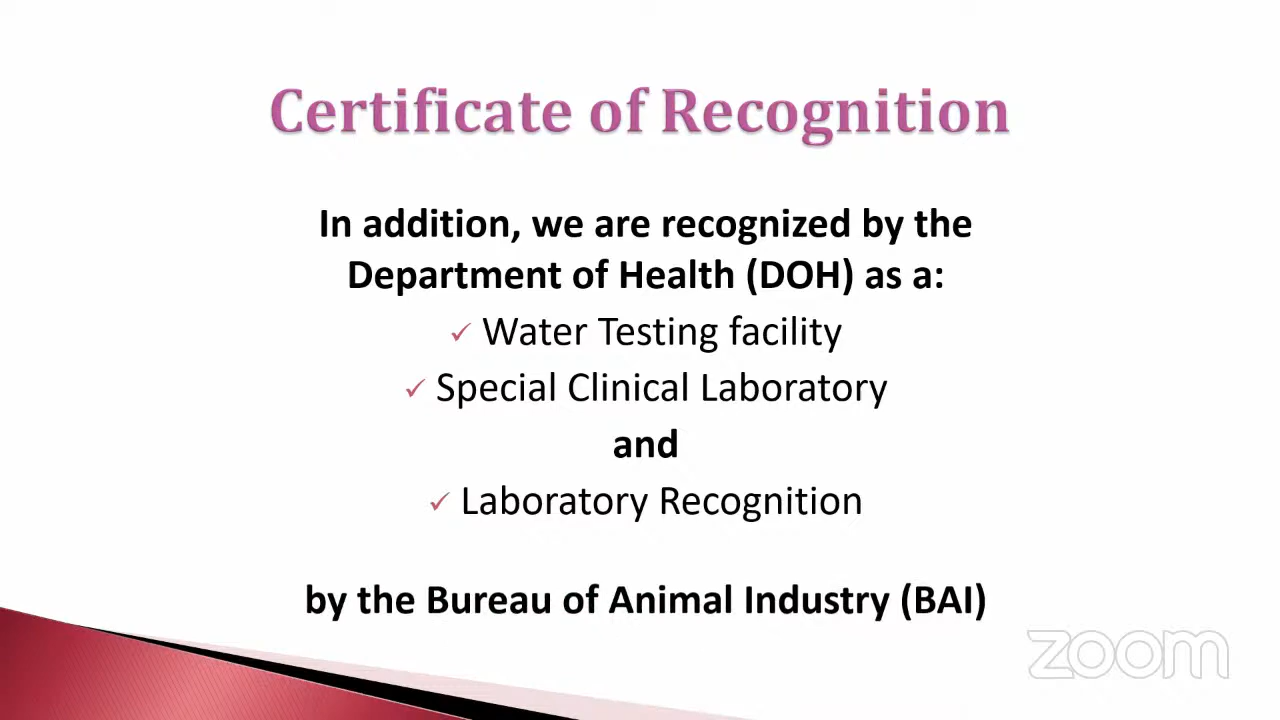 Certificate of Recognition
In addition, we are recognized by the
Department of Health (DOH) as a:
✓ Water Testing facility
✓ Special Clinical Laboratory
and
✓ Laboratory Recognition
by the Bureau of Animal Industry (BAI)
zoom